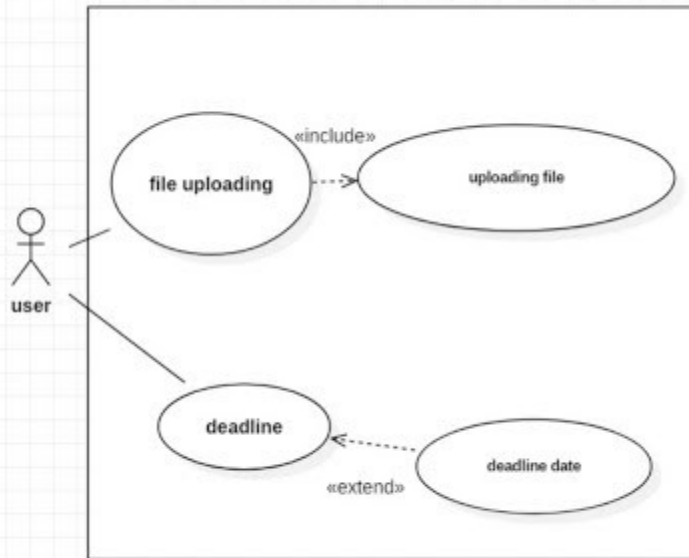 «include»
file uploading
uploading file
user
deadline
deadline date
«extend»